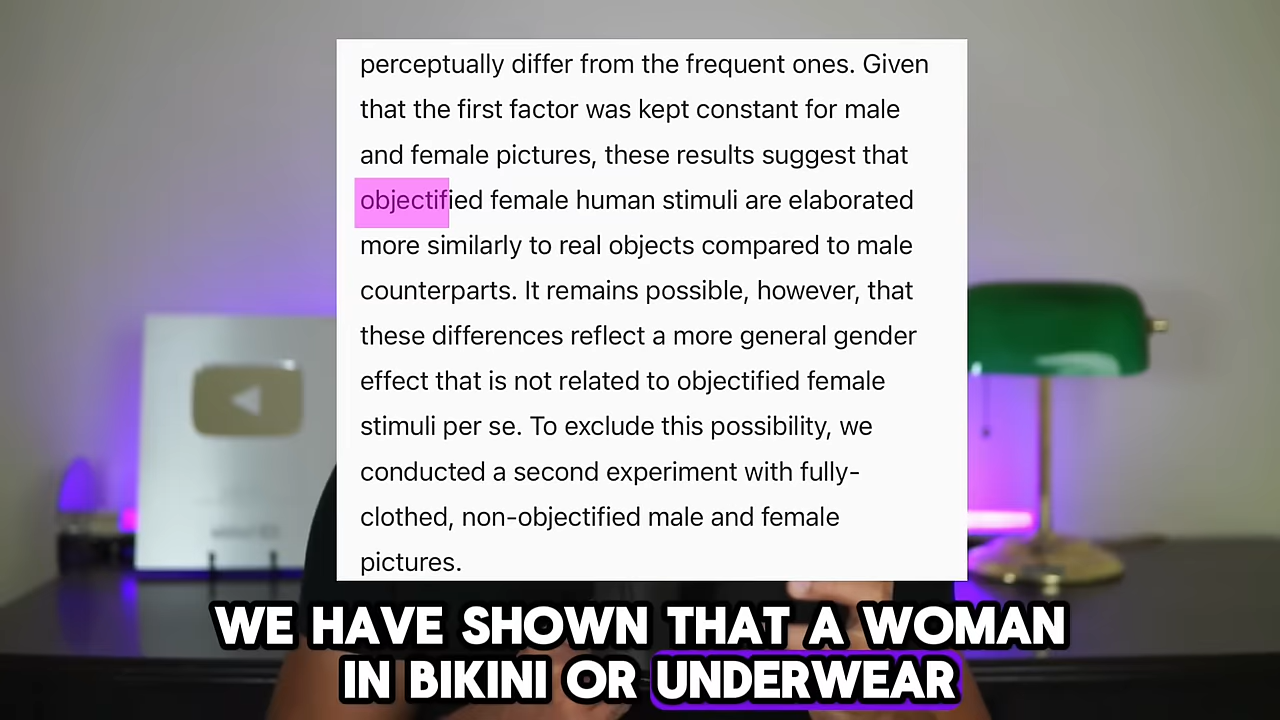 perceptually differ from the frequent ones. Given
that the first factor was kept constant for male
and female pictures, these results suggest that
objectified female human stimuli are elaborated
more similarly to real objects compared to male
counterparts. It remains possible, however, that
these differences reflect a more general gender
effect that is not related to objectified female
stimuli per se. To exclude this possibility, we
conducted a second experiment with fully-
clothed, non-objectified male and female
pictures.
WE HAVE SHOWN THAT A WOMAN
IN BIKINI OR UNDERWEAR